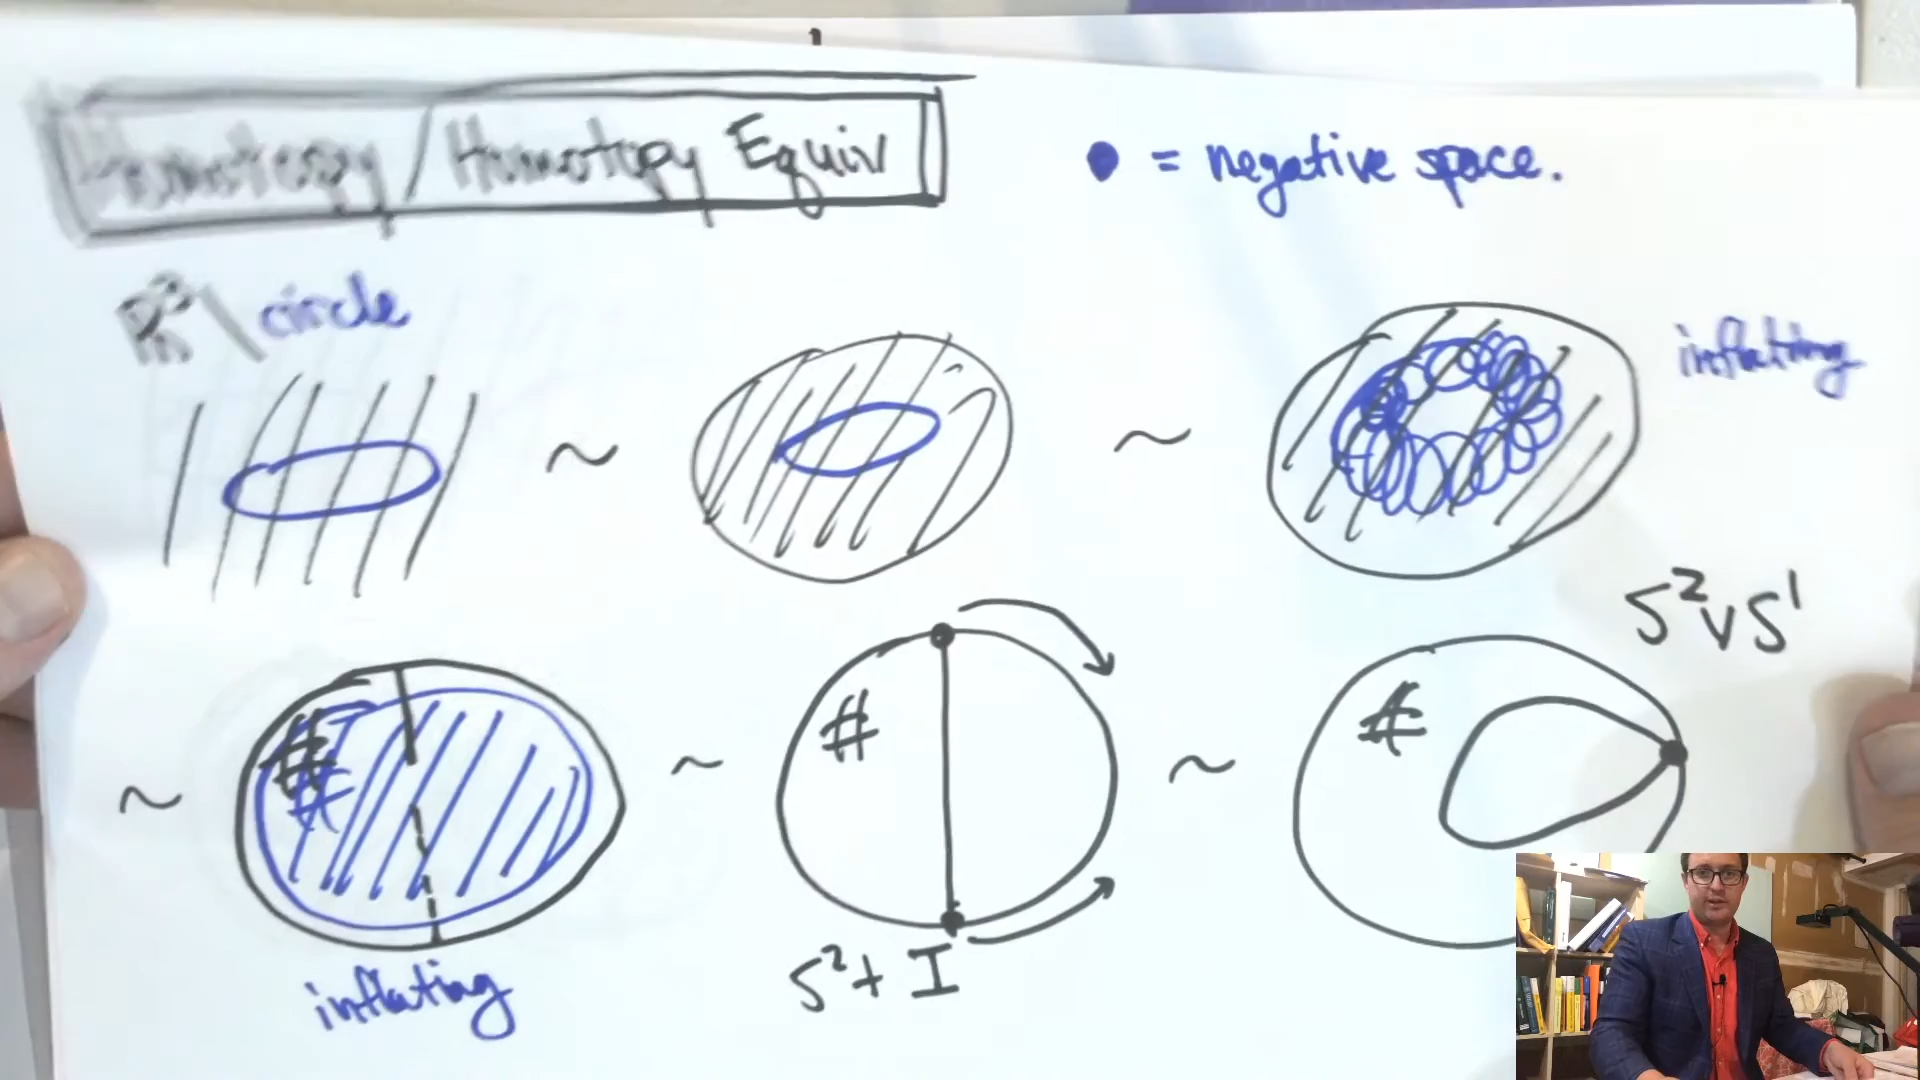 Homotopy / Homotopy Equiv
● = negative space.
R³ \ circle
~
~
inflating
S² ∨ S¹
~
~
~
inflating
S² + I